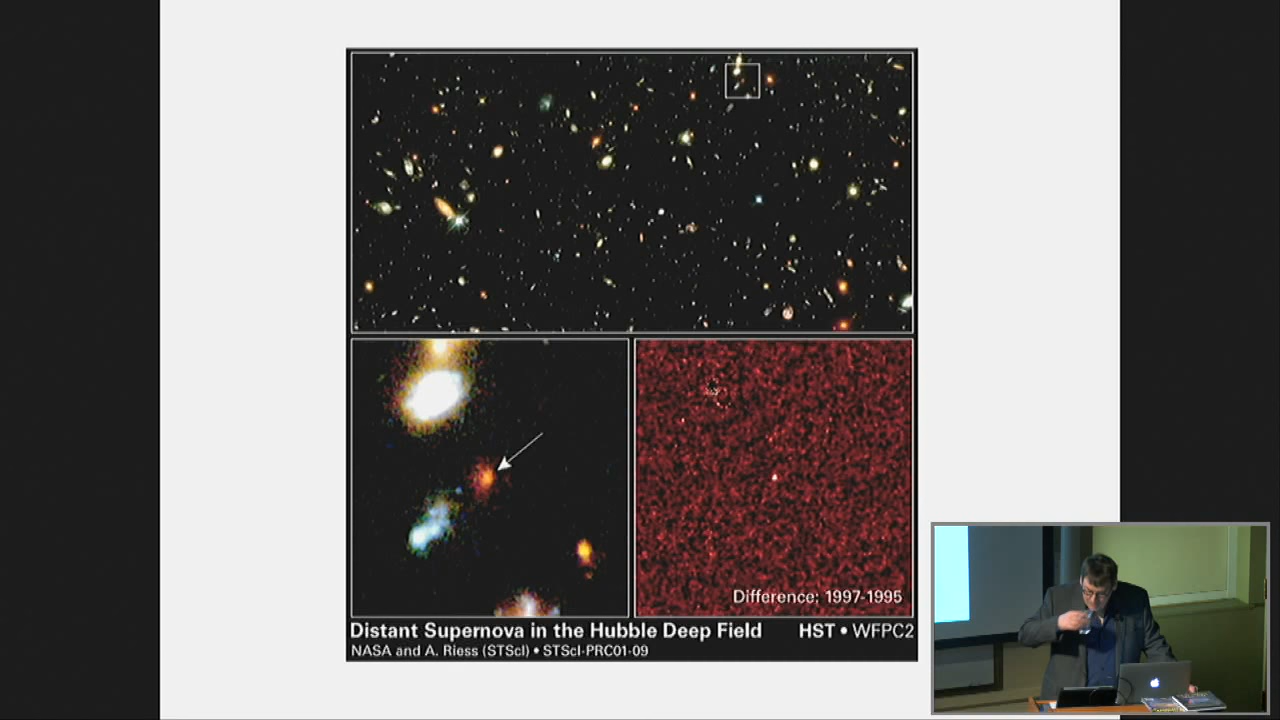 Difference: 1997-1995
Distant Supernova in the Hubble Deep Field HST • WFPC2
NASA and A. Riess (STScI) • STScI-PRC01-09